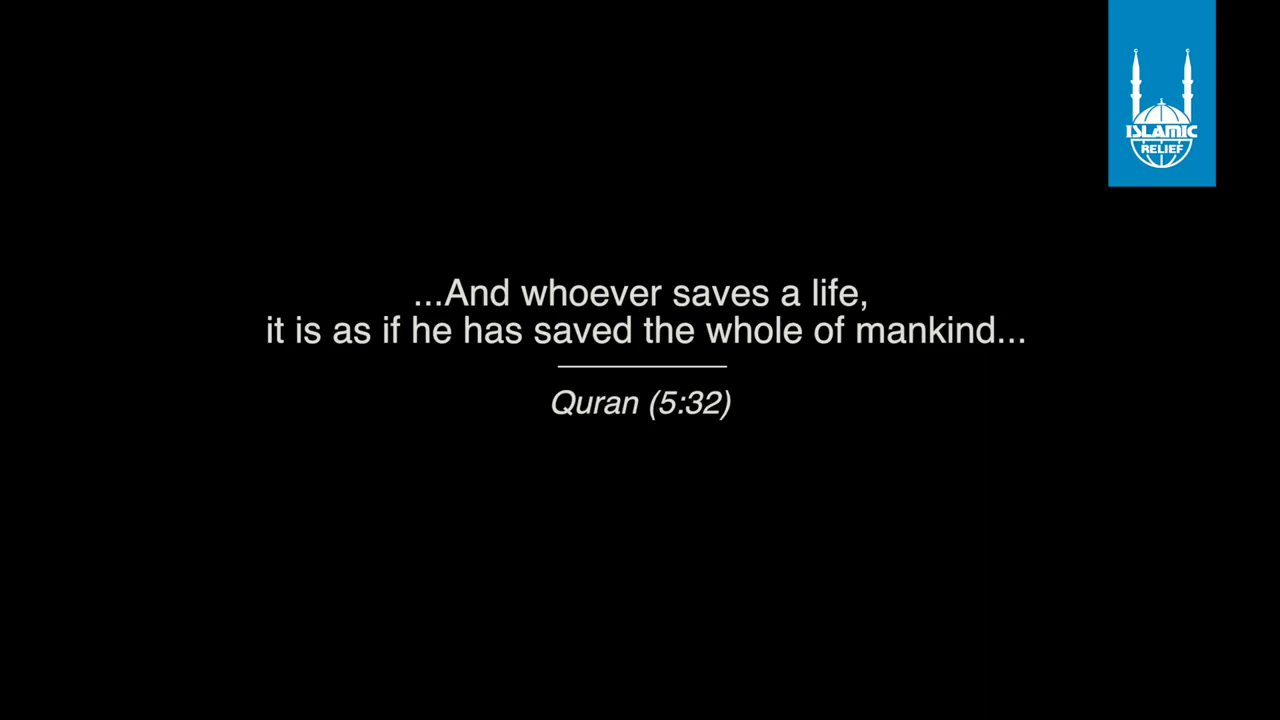 ISLAMIC
RELIEF
...And whoever saves a life,
it is as if he has saved the whole of mankind...
Quran (5:32)